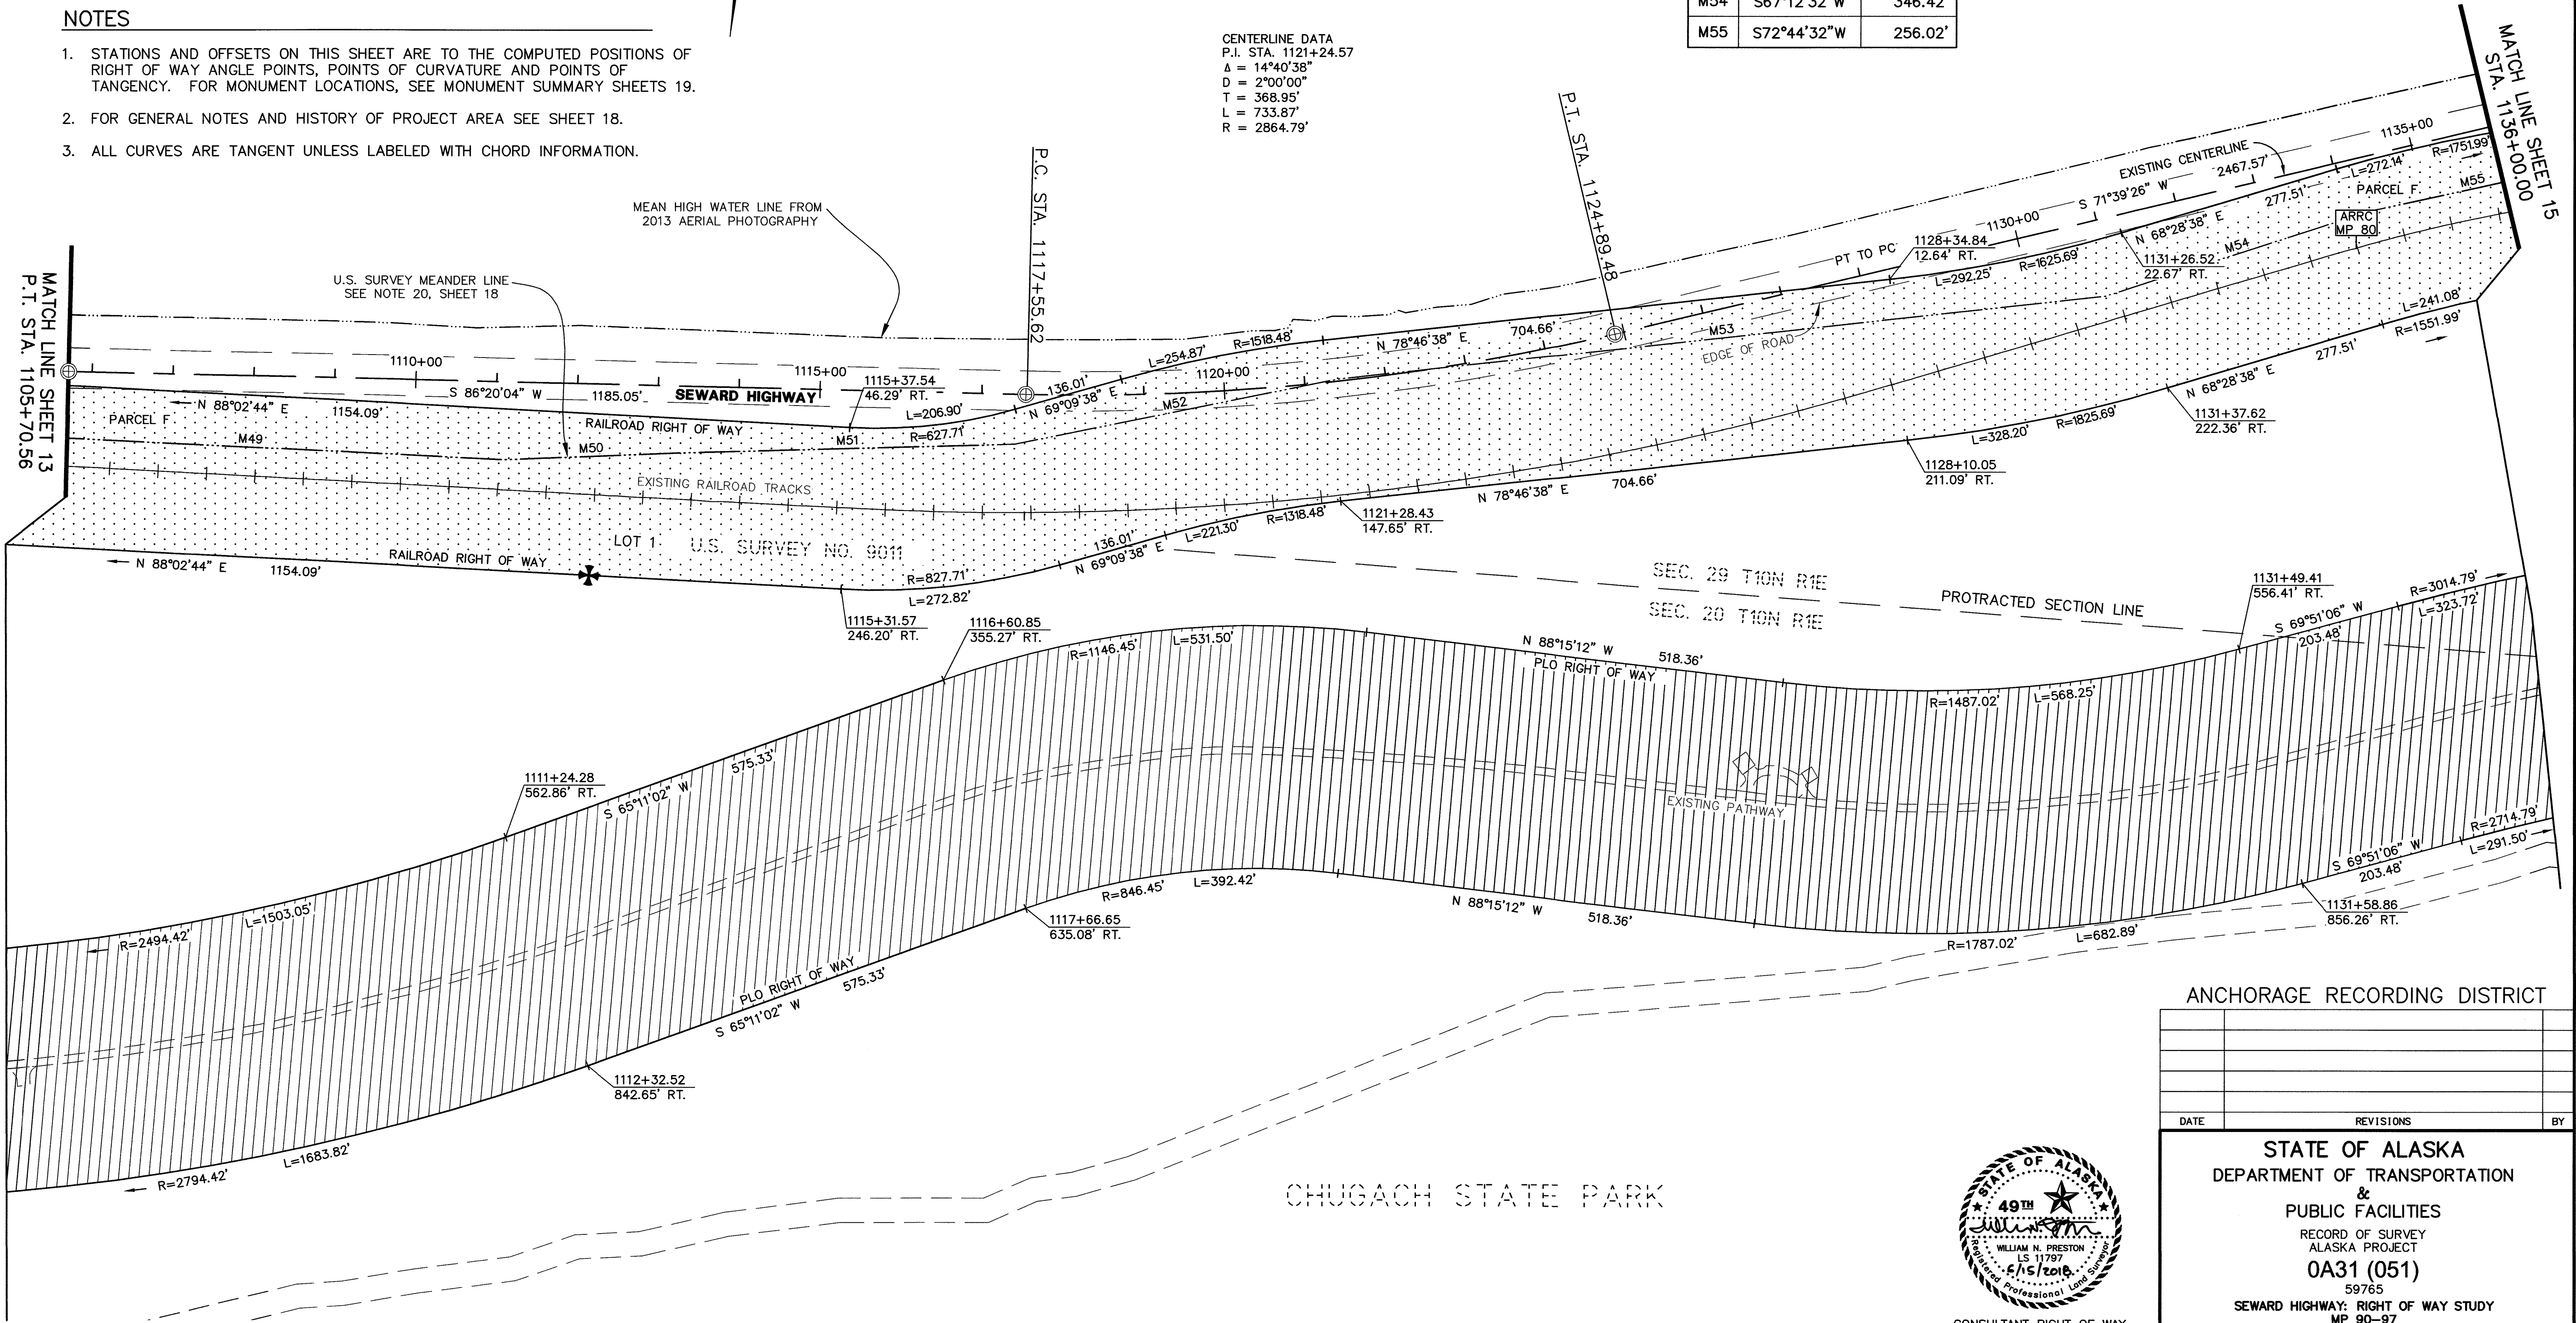 NOTES
1. STATIONS AND OFFSETS ON THIS SHEET ARE TO THE COMPUTED POSITIONS OF
RIGHT OF WAY ANGLE POINTS, POINTS OF CURVATURE AND POINTS OF
TANGENCY. FOR MONUMENT LOCATIONS, SEE MONUMENT SUMMARY SHEETS 19.
2. FOR GENERAL NOTES AND HISTORY OF PROJECT AREA SEE SHEET 18.
3. ALL CURVES ARE TANGENT UNLESS LABELED WITH CHORD INFORMATION.
CENTERLINE DATA
P.I. STA. 1121+24.57
Δ = 14°40'38"
D = 2°00'00"
T = 368.95'
L = 733.87'
R = 2864.79'
M54 S67°12'32"W 346.42'
M55 S72°44'32"W 256.02'
MATCH LINE SHEET 15
STA. 1136+00.00
MATCH LINE SHEET 13
P.T. STA. 1105+70.56
MEAN HIGH WATER LINE FROM
2013 AERIAL PHOTOGRAPHY
U.S. SURVEY MEANDER LINE
SEE NOTE 20, SHEET 18
P.C. STA. 1117+55.62
P.T. STA. 1124+89.48
1135+00
EXISTING CENTERLINE
2467.57'
S 71°39'26" W
1130+00
PT TO PC
R=1751.99'
L=272.14'
PARCEL F
M55
277.51'
ARRC
MP 80
N 68°28'38" E
M54
1128+34.84
12.64' RT.
1131+26.52
22.67' RT.
R=1625.69'
L=292.25'
L=241.08'
R=1551.99'
277.51'
N 68°28'38" E
1131+37.62
222.36' RT.
R=1825.69'
L=328.20'
1128+10.05
211.09' RT.
1110+00
1115+00
1120+00
S 86°20'04" W
1185.05'
SEWARD HIGHWAY
1115+37.54
46.29' RT.
N 88°02'44" E
1154.09'
PARCEL F
M49
M50
M51
M52
M53
RAILROAD RIGHT OF WAY
L=206.90'
R=627.71'
136.01'
N 69°09'38" E
L=254.87'
R=1518.48'
N 78°46'38" E
704.66'
EDGE OF ROAD
EXISTING RAILROAD TRACKS
LOT 1 U.S. SURVEY NO. 9011
N 88°02'44" E
1154.09'
RAILROAD RIGHT OF WAY
R=827.71'
L=272.82'
136.01'
N 69°09'38" E
L=221.30'
R=1318.48'
1121+28.43
147.65' RT.
N 78°46'38" E
704.66'
SEC. 29 T10N R1E
SEC. 20 T10N R1E
PROTRACTED SECTION LINE
1115+31.57
246.20' RT.
1116+60.85
355.27' RT.
R=1146.45'
L=531.50'
N 88°15'12" W
518.36'
PLO RIGHT OF WAY
R=1487.02'
L=568.25'
1131+49.41
556.41' RT.
S 69°51'06" W
203.48'
R=3014.79'
L=323.72'
1111+24.28
562.86' RT.
575.33'
S 65°11'02" W
EXISTING PATHWAY
L=1503.05'
R=2494.42'
1117+66.65
635.08' RT.
R=846.45'
L=392.42'
N 88°15'12" W
518.36'
R=1787.02'
L=682.89'
R=2714.79'
L=291.50'
S 69°51'06" W
203.48'
1131+58.86
856.26' RT.
PLO RIGHT OF WAY
575.33'
S 65°11'02" W
1112+32.52
842.65' RT.
L=1683.82'
R=2794.42'
CHUGACH STATE PARK
ANCHORAGE RECORDING DISTRICT
DATE REVISIONS BY
STATE OF ALASKA
DEPARTMENT OF TRANSPORTATION
&
PUBLIC FACILITIES
RECORD OF SURVEY
ALASKA PROJECT
0A31 (051)
59765
SEWARD HIGHWAY: RIGHT OF WAY STUDY
MP 90-97
STATE OF ALASKA
49TH
WILLIAM N. PRESTON
LS 11797
6/15/2018
Registered Professional Land Surveyor
CONSULTANT RIGHT OF WAY